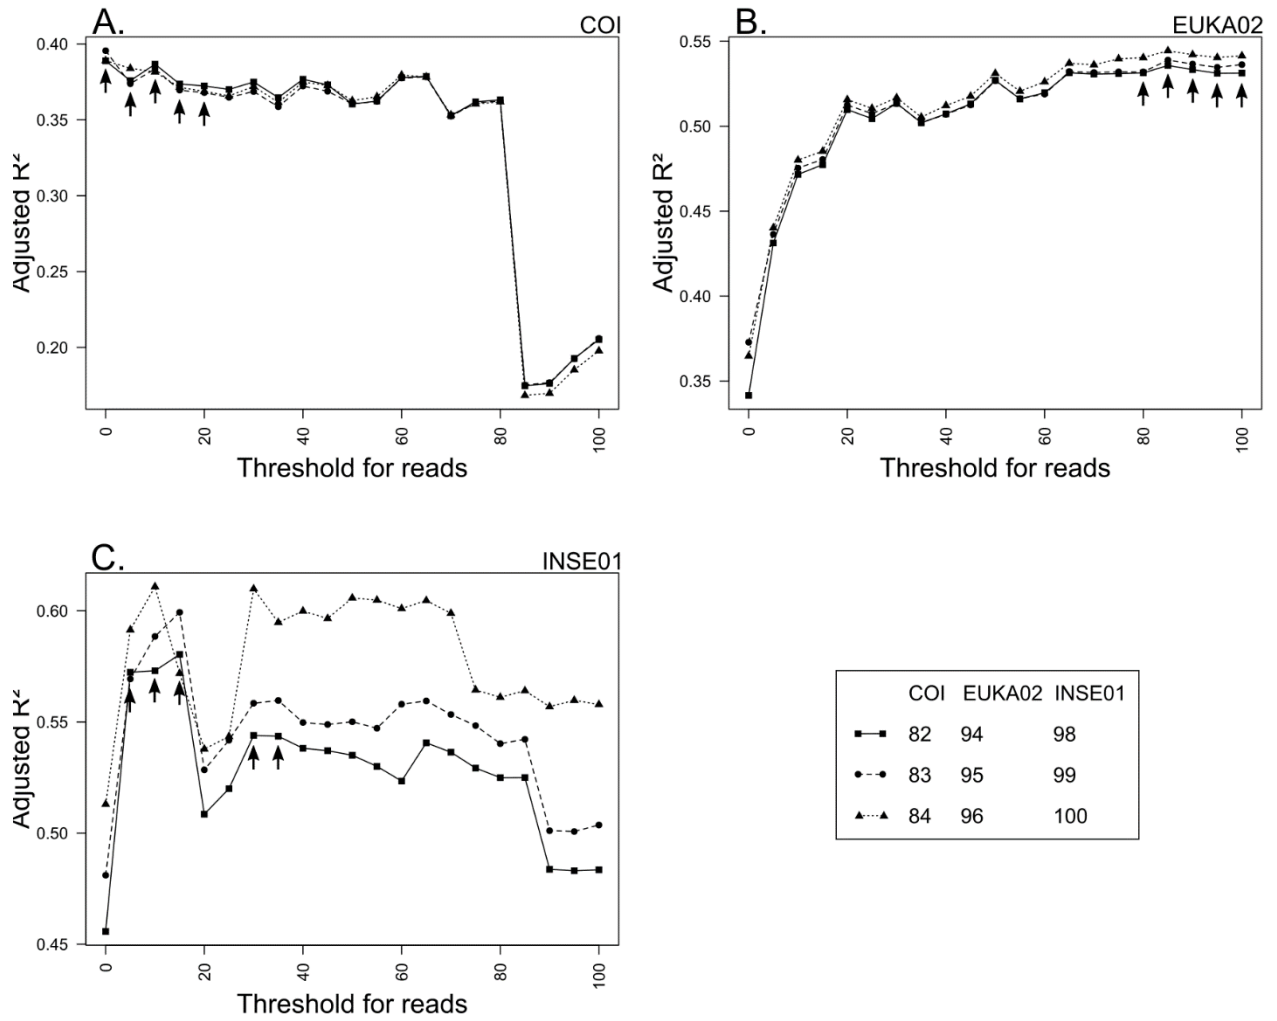 A. COI
0.40
0.35
0.30
0.25
0.20
Adjusted R²
0 20 40 60 80 100
Threshold for reads
B. EUKA02
0.55
0.50
0.45
0.40
0.35
Adjusted R²
0 20 40 60 80 100
Threshold for reads
C. INSE01
0.60
0.55
0.50
0.45
Adjusted R²
0 20 40 60 80 100
Threshold for reads
COI EUKA02 INSE01
82 94 98
83 95 99
84 96 100